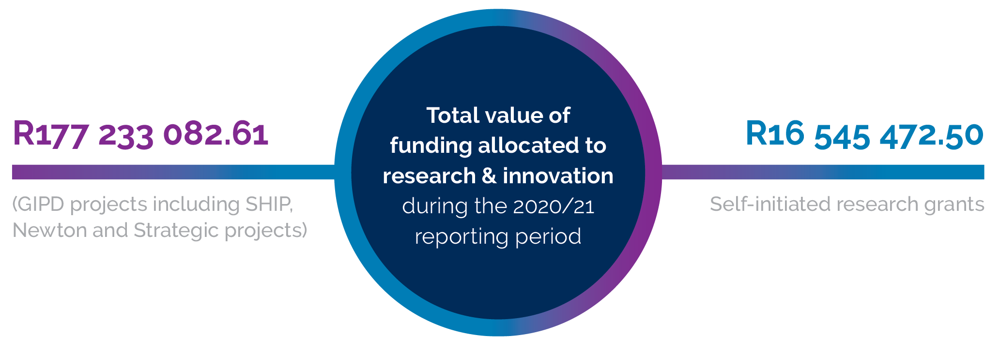 R177 233 082.61
(GIPD projects including SHIP,
Newton and Strategic projects)
Total value of
funding allocated to
research & innovation
during the 2020/21
reporting period
R16 545 472.50
Self-initiated research grants